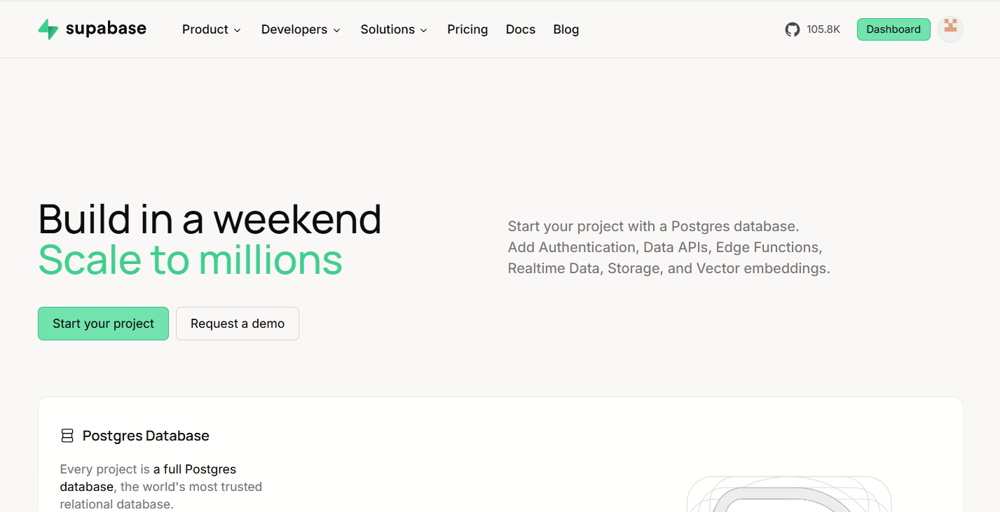 supabase
Product
Developers
Solutions
Pricing
Docs
Blog
105.8K
Dashboard
Build in a weekend
Scale to millions
Start your project with a Postgres database.
Add Authentication, Data APIs, Edge Functions,
Realtime Data, Storage, and Vector embeddings.
Start your project
Request a demo
Postgres Database
Every project is a full Postgres
database, the world's most trusted
relational database.